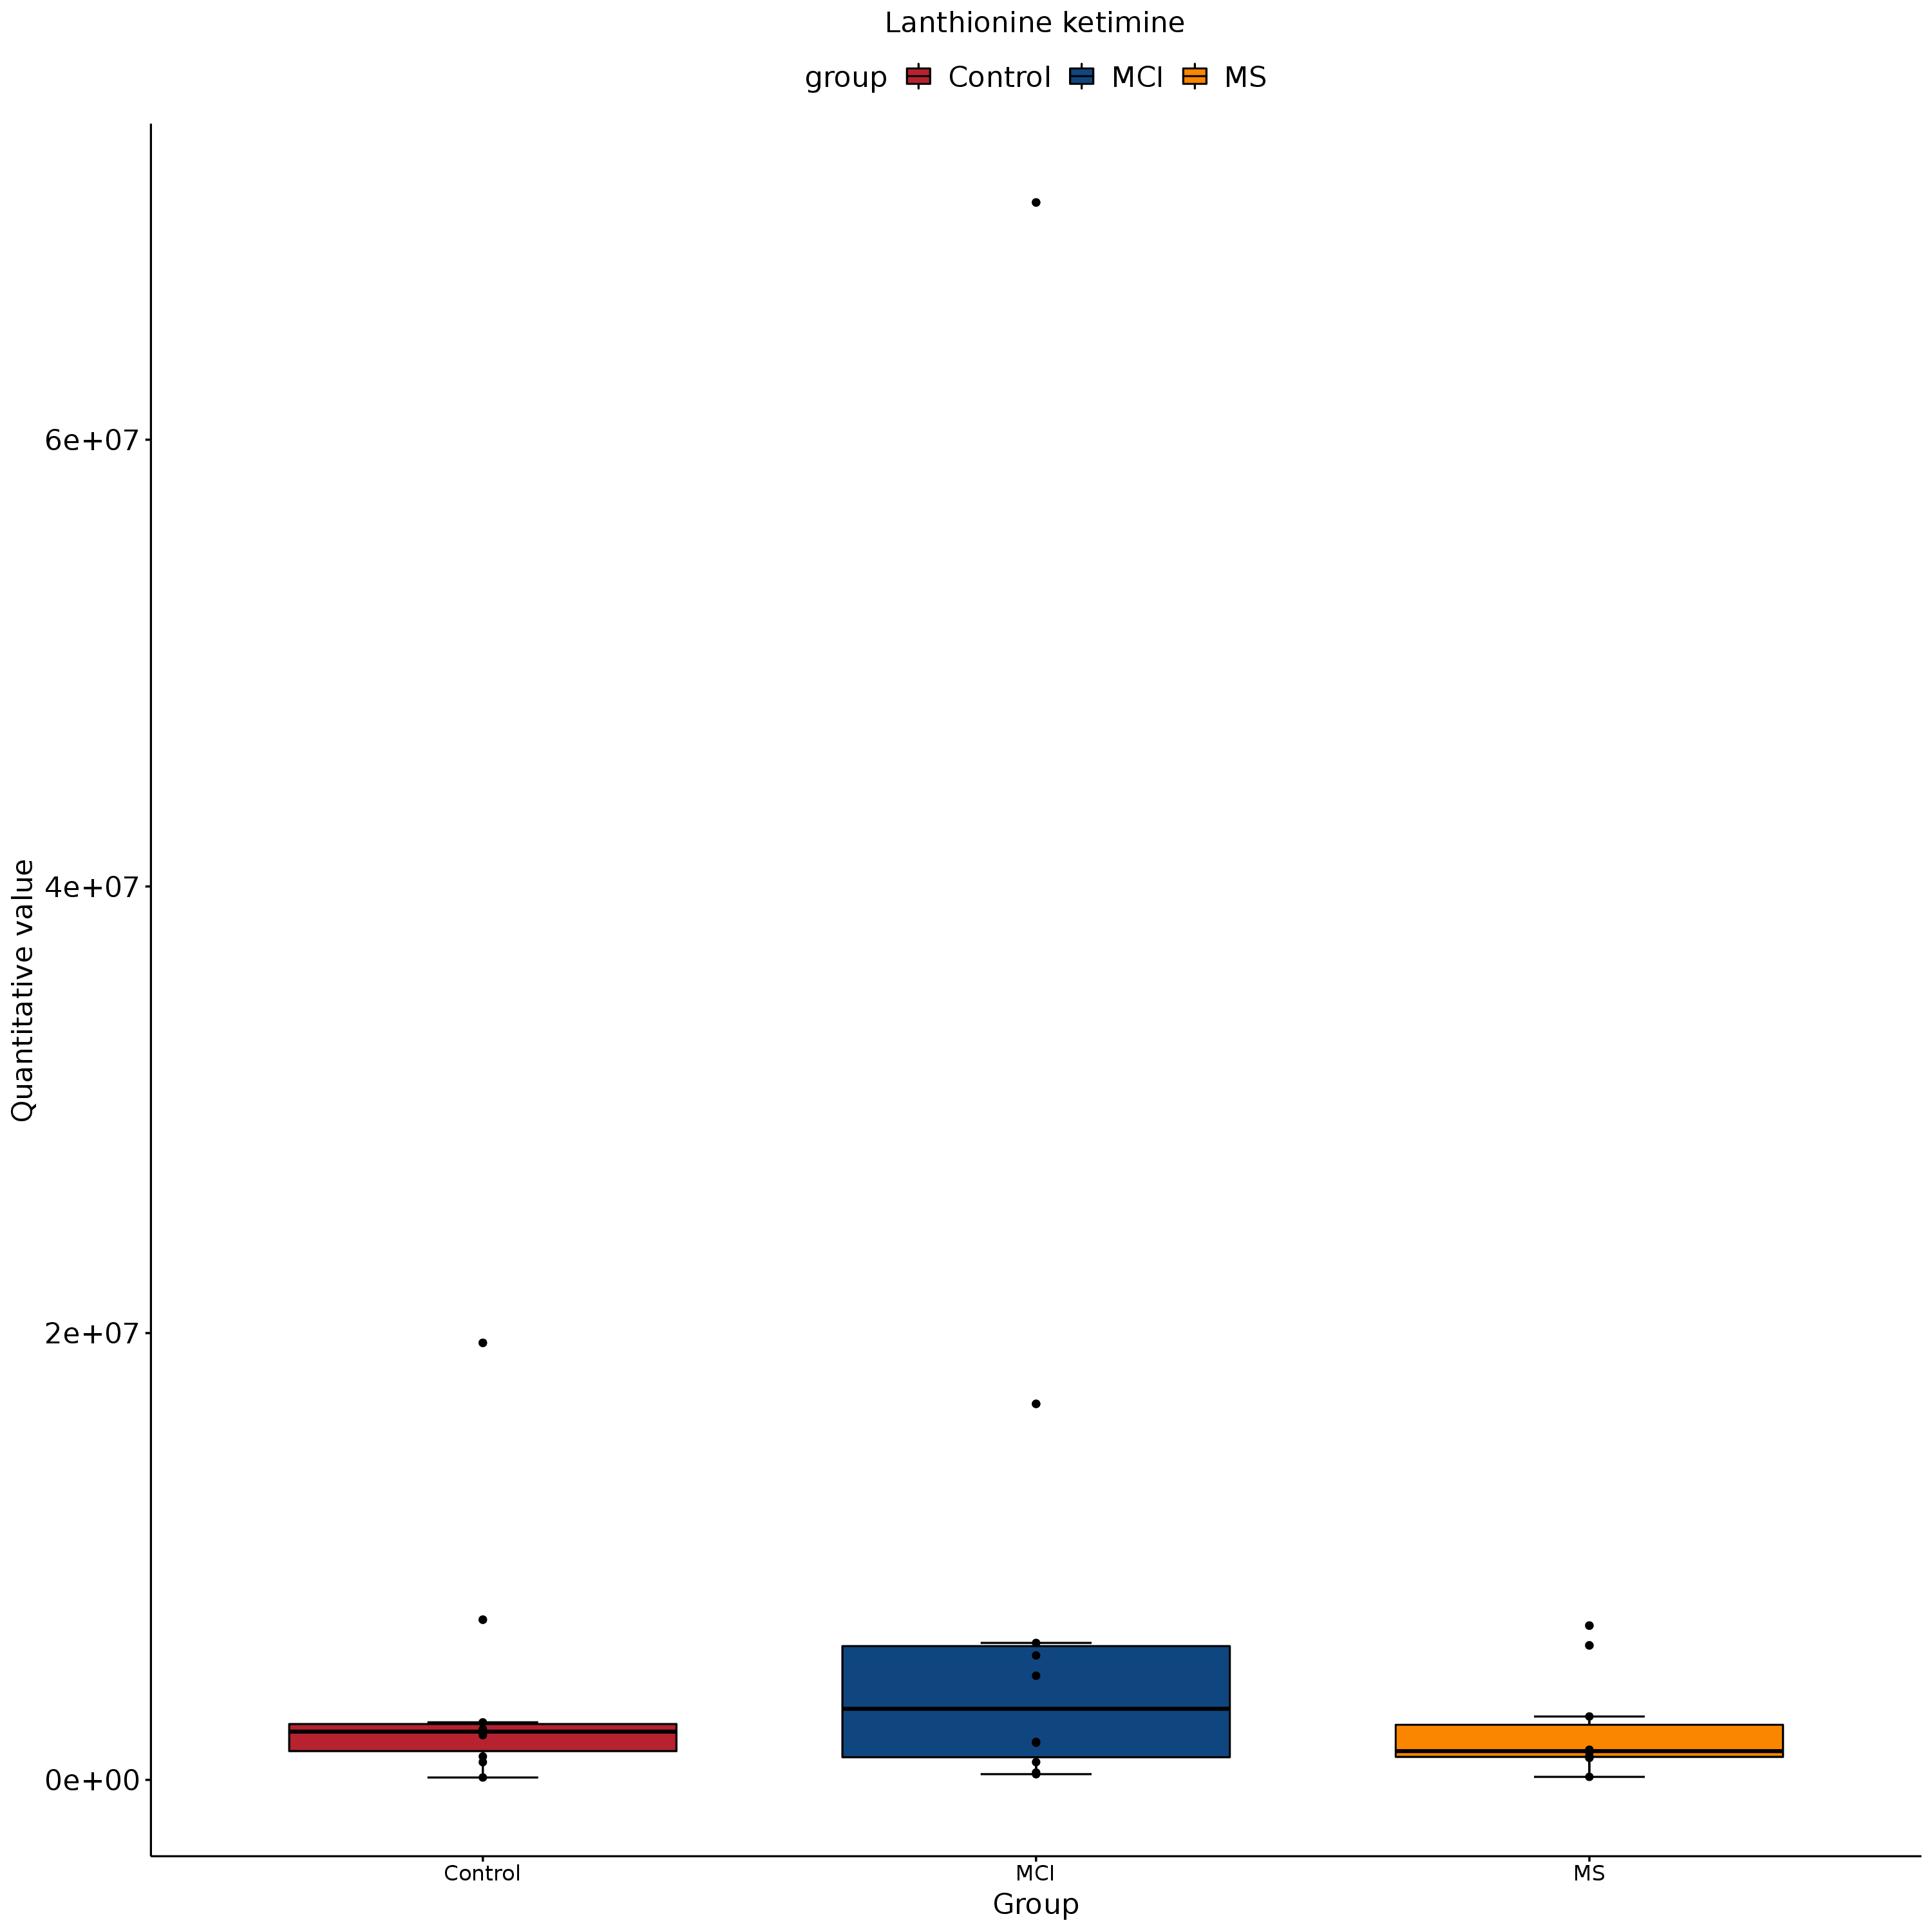 Lanthionine ketimine
group Control MCI MS
Quantitative value
6e+07
4e+07
2e+07
0e+00
Control MCI MS
Group